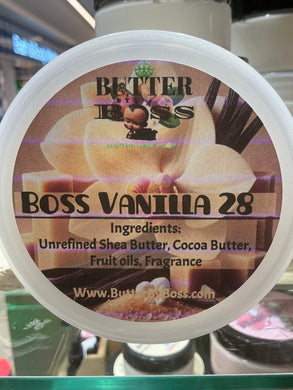 BUTTER
BOSS
BOSS VANILLA 28
Ingredients:
Unrefined Shea Butter, Cocoa Butter,
Fruit oils, Fragrance
Www.ButterByBoss.com